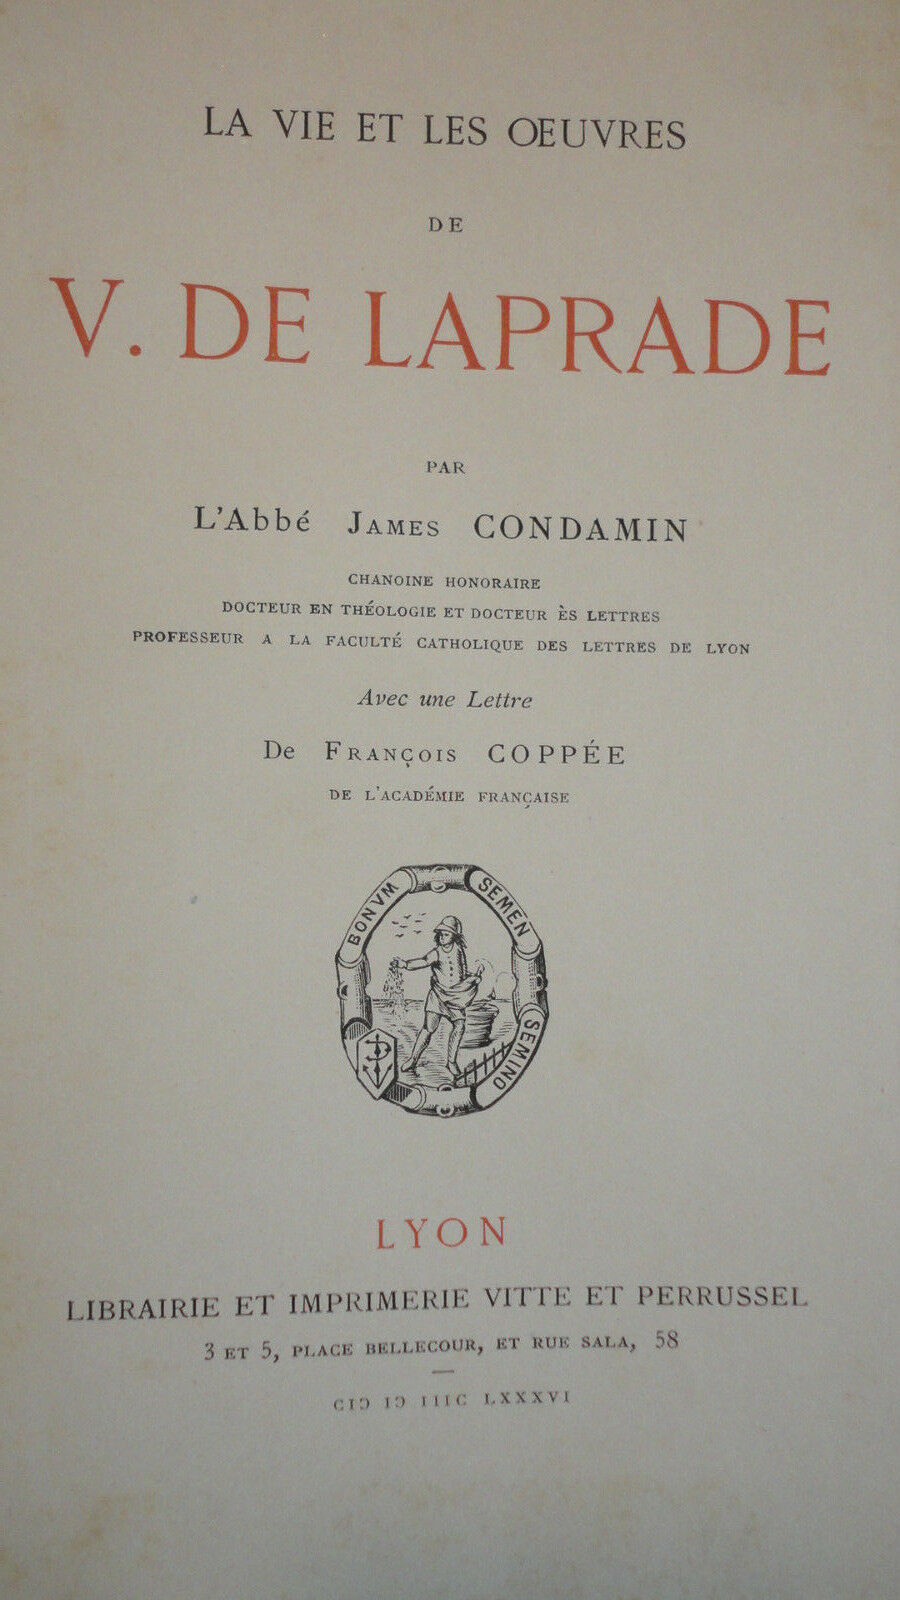 LA VIE ET LES OEUVRES
DE
V. DE LAPRADE
PAR
L'Abbé JAMES CONDAMIN
CHANOINE HONORAIRE
DOCTEUR EN THÉOLOGIE ET DOCTEUR ÈS LETTRES
PROFESSEUR A LA FACULTÉ CATHOLIQUE DES LETTRES DE LYON
Avec une Lettre
De FRANÇOIS COPPÉE
DE L'ACADÉMIE FRANÇAISE
BONVM SEMEN SEMINO
LYON
LIBRAIRIE ET IMPRIMERIE VITTE ET PERRUSSEL
3 ET 5, PLACE BELLECOUR, ET RUE SALA, 58
CIↃ IↃ IIIC LXXXVI